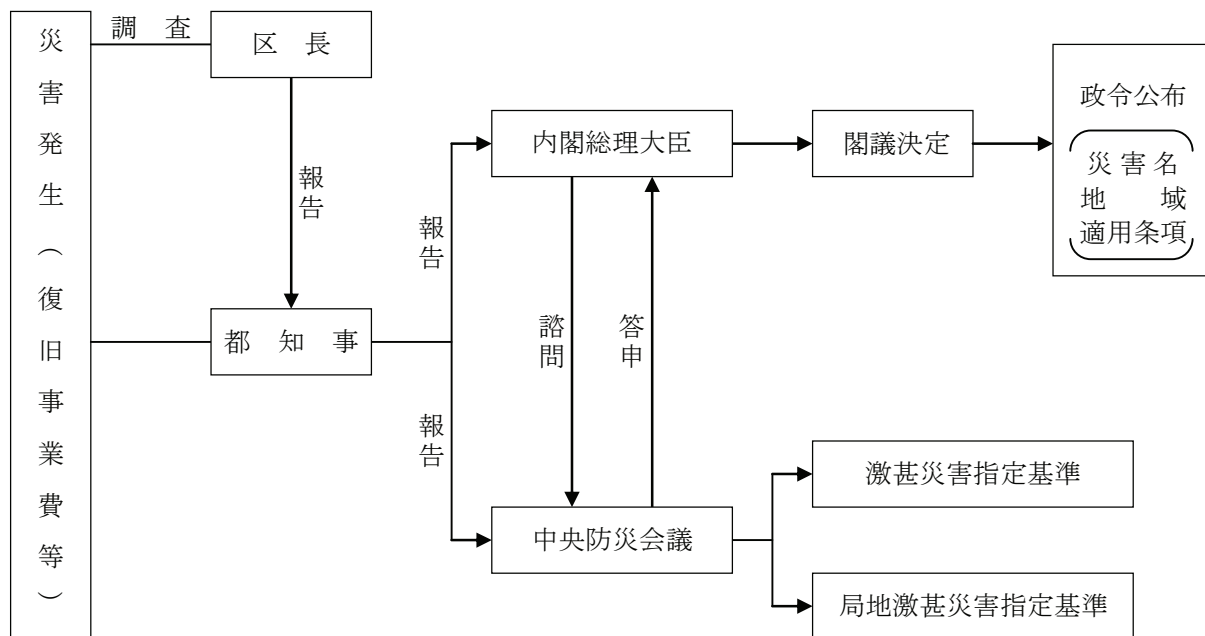 災害発生（復旧事業費等）
調　査
区　長
報告
都　知　事
報告
報告
内閣総理大臣
諮問
答申
中央防災会議
閣議決定
政令公布
災 害 名
地　　域
適用条項
激甚災害指定基準
局地激甚災害指定基準